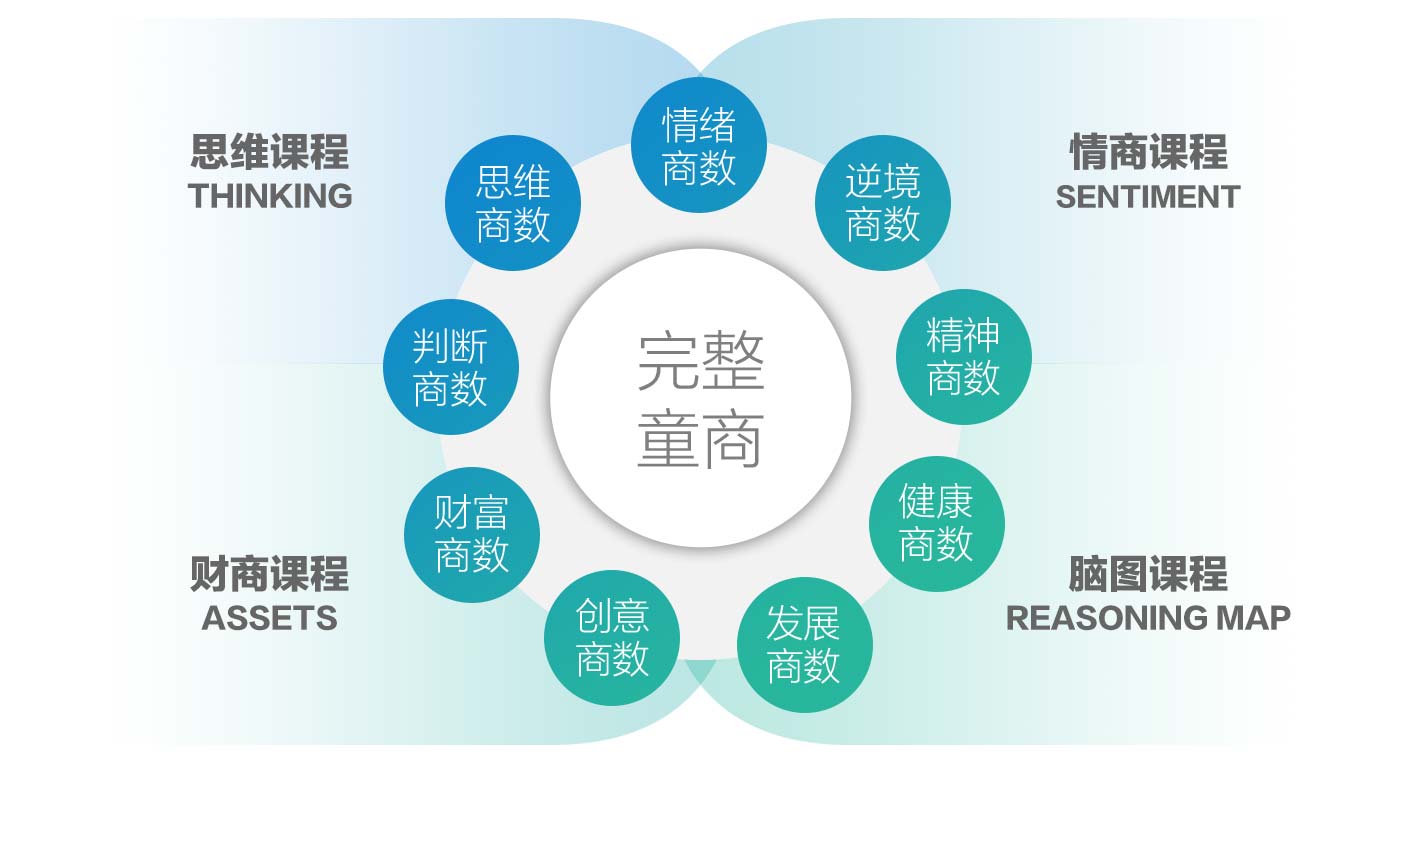 思维课程
THINKING
情商课程
SENTIMENT
情绪
商数
思维
商数
逆境
商数
判断
商数
精神
商数
完整
童商
财富
商数
健康
商数
创意
商数
发展
商数
财商课程
ASSETS
脑图课程
REASONING MAP